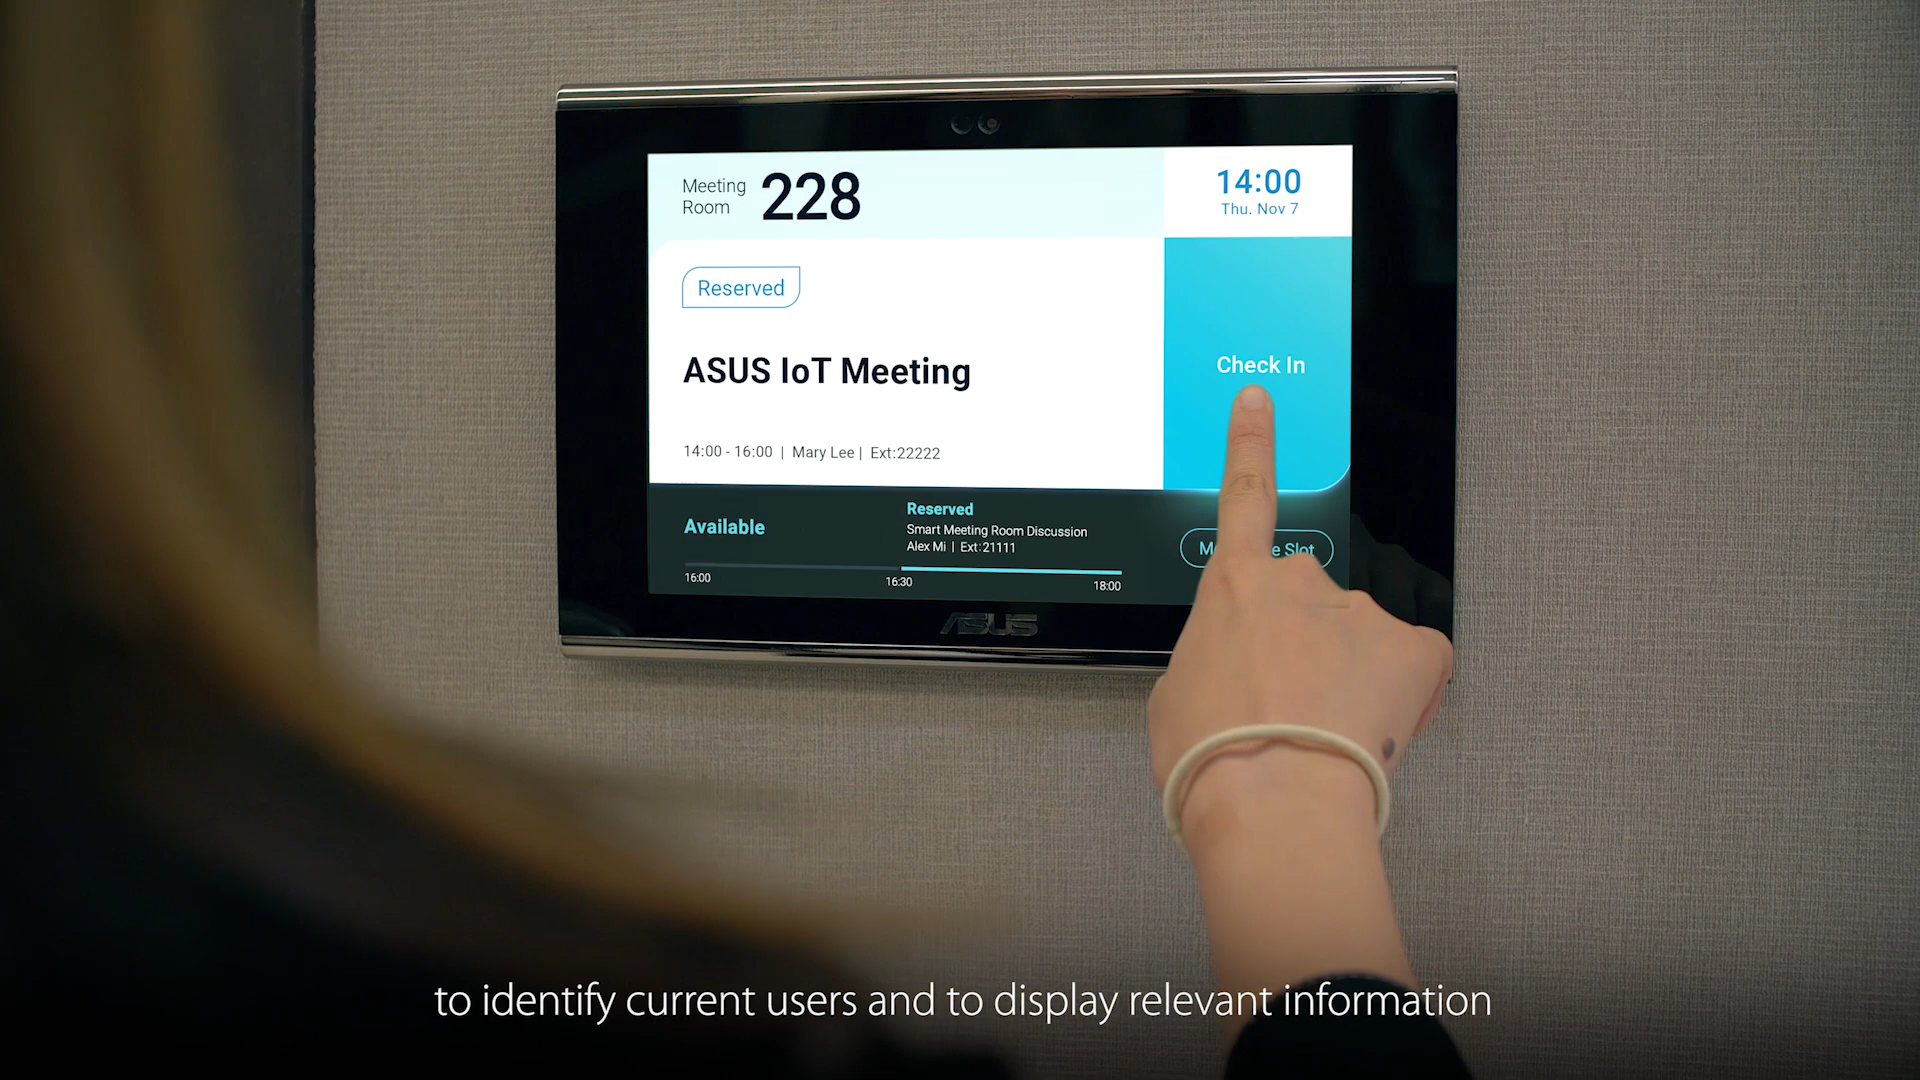 Meeting
Room
228
14:00
Thu. Nov 7
Reserved
ASUS IoT Meeting
Check In
14:00 - 16:00 | Mary Lee | Ext:22222
Available
Reserved
Smart Meeting Room Discussion
Alex Mi | Ext:21111
Slot
16:00
16:30
18:00
ASUS
to identify current users and to display relevant information